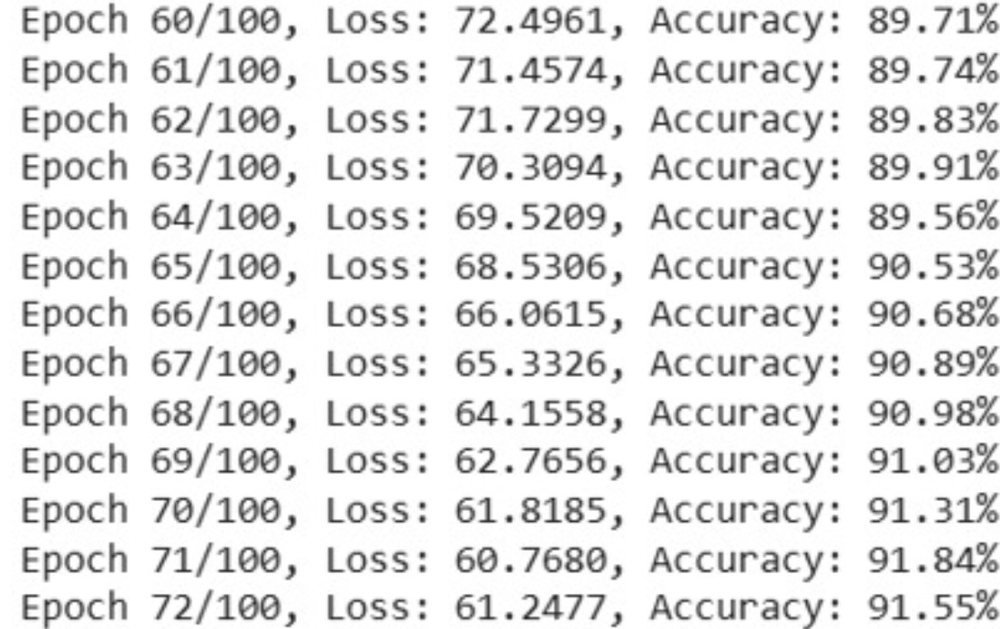 Epoch 60/100, Loss: 72.4961, Accuracy: 89.71%
Epoch 61/100, Loss: 71.4574, Accuracy: 89.74%
Epoch 62/100, Loss: 71.7299, Accuracy: 89.83%
Epoch 63/100, Loss: 70.3094, Accuracy: 89.91%
Epoch 64/100, Loss: 69.5209, Accuracy: 89.56%
Epoch 65/100, Loss: 68.5306, Accuracy: 90.53%
Epoch 66/100, Loss: 66.0615, Accuracy: 90.68%
Epoch 67/100, Loss: 65.3326, Accuracy: 90.89%
Epoch 68/100, Loss: 64.1558, Accuracy: 90.98%
Epoch 69/100, Loss: 62.7656, Accuracy: 91.03%
Epoch 70/100, Loss: 61.8185, Accuracy: 91.31%
Epoch 71/100, Loss: 60.7680, Accuracy: 91.84%
Epoch 72/100, Loss: 61.2477, Accuracy: 91.55%